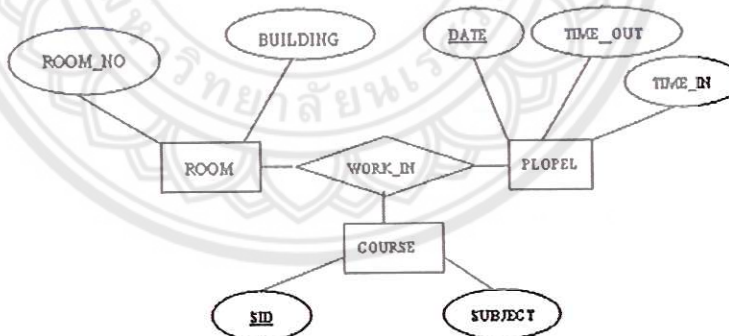 ROOM_NO
BUILDING
DATE
TIME_OUT
TIME_IN
ROOM
WORK_IN
PLOPEL
COURSE
SID
SUBJECT